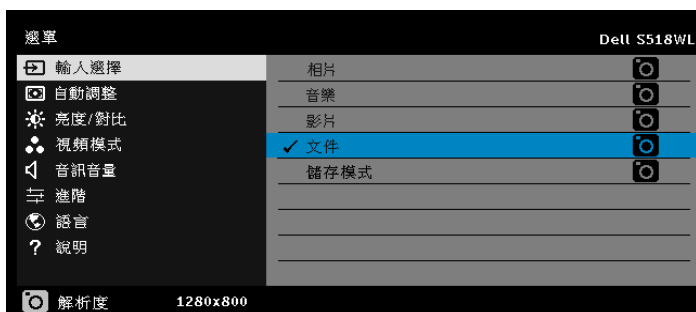 選單 Dell S518WL
輸入選擇
自動調整
亮度/對比
視頻模式
音訊音量
進階
語言
? 說明
相片
音樂
影片
✓ 文件
儲存模式
解析度 1280x800